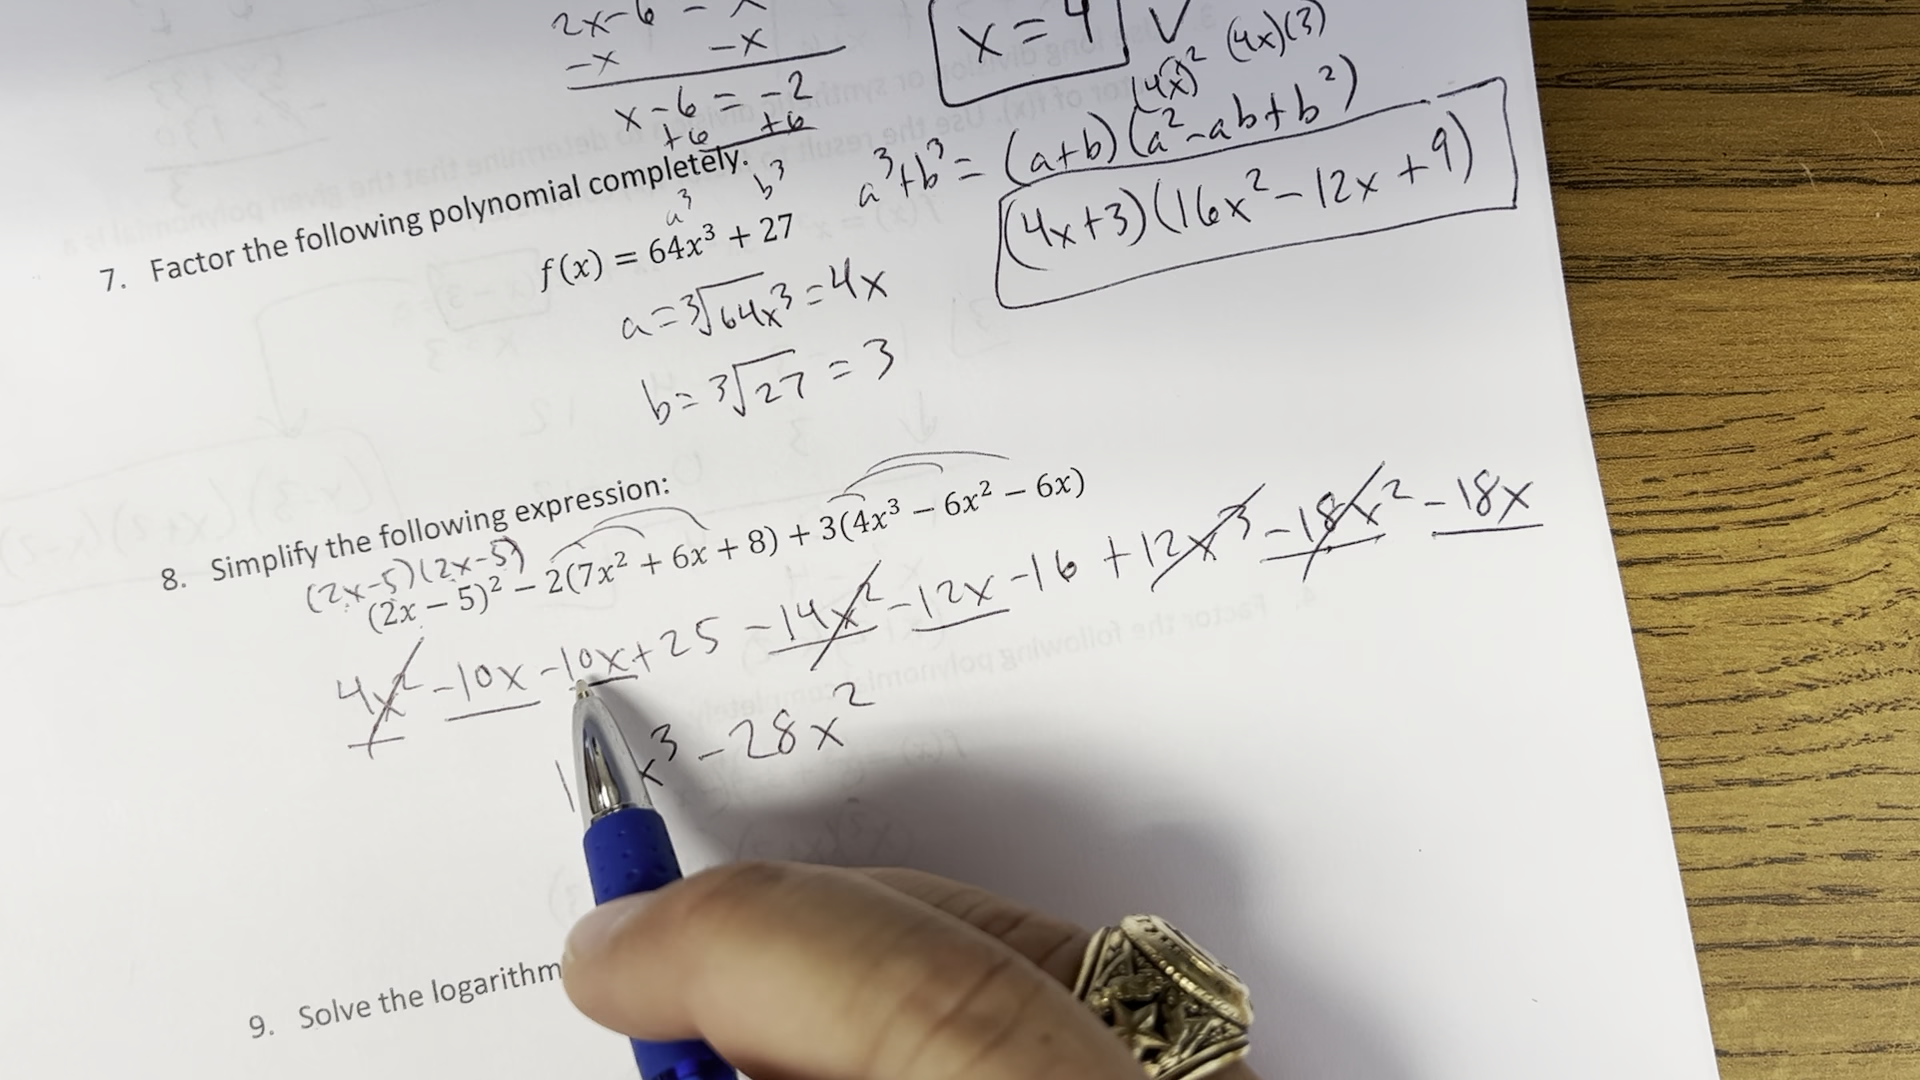 2x-6 =
-x -x
x-6 = -2
+6 +6
x = 4 ✓
(4x)² (4x)(3)
a³+b³ = (a+b)(a²-ab+b²)
(4x+3)(16x²-12x+9)
7. Factor the following polynomial completely.
a³ b³
f(x) = 64x³ + 27
a=∛64x³=4x
b=∛27=3
8. Simplify the following expression:
(2x-5)(2x-5)
(2x − 5)² − 2(7x² + 6x + 8) + 3(4x³ − 6x² − 6x)
4x²-10x-10x+25 -14x²-12x-16 +12x³-18x²-18x
x³-28x²
9. Solve the logarithm